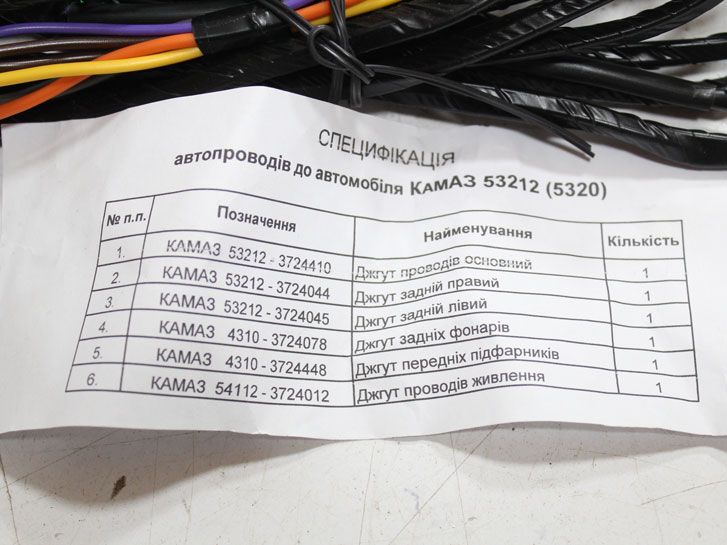 СПЕЦИФІКАЦІЯ
автопроводів до автомобіля КамАЗ 53212 (5320)
№ п.п. Позначення Найменування Кількість
1. КАМАЗ 53212 - 3724410 Джгут проводів основний 1
2. КАМАЗ 53212 - 3724044 Джгут задній правий 1
3. КАМАЗ 53212 - 3724045 Джгут задній лівий 1
4. КАМАЗ 4310 - 3724078 Джгут задніх фонарів 1
5. КАМАЗ 4310 - 3724448 Джгут передніх підфарників 1
6. КАМАЗ 54112 - 3724012 Джгут проводів живлення 1